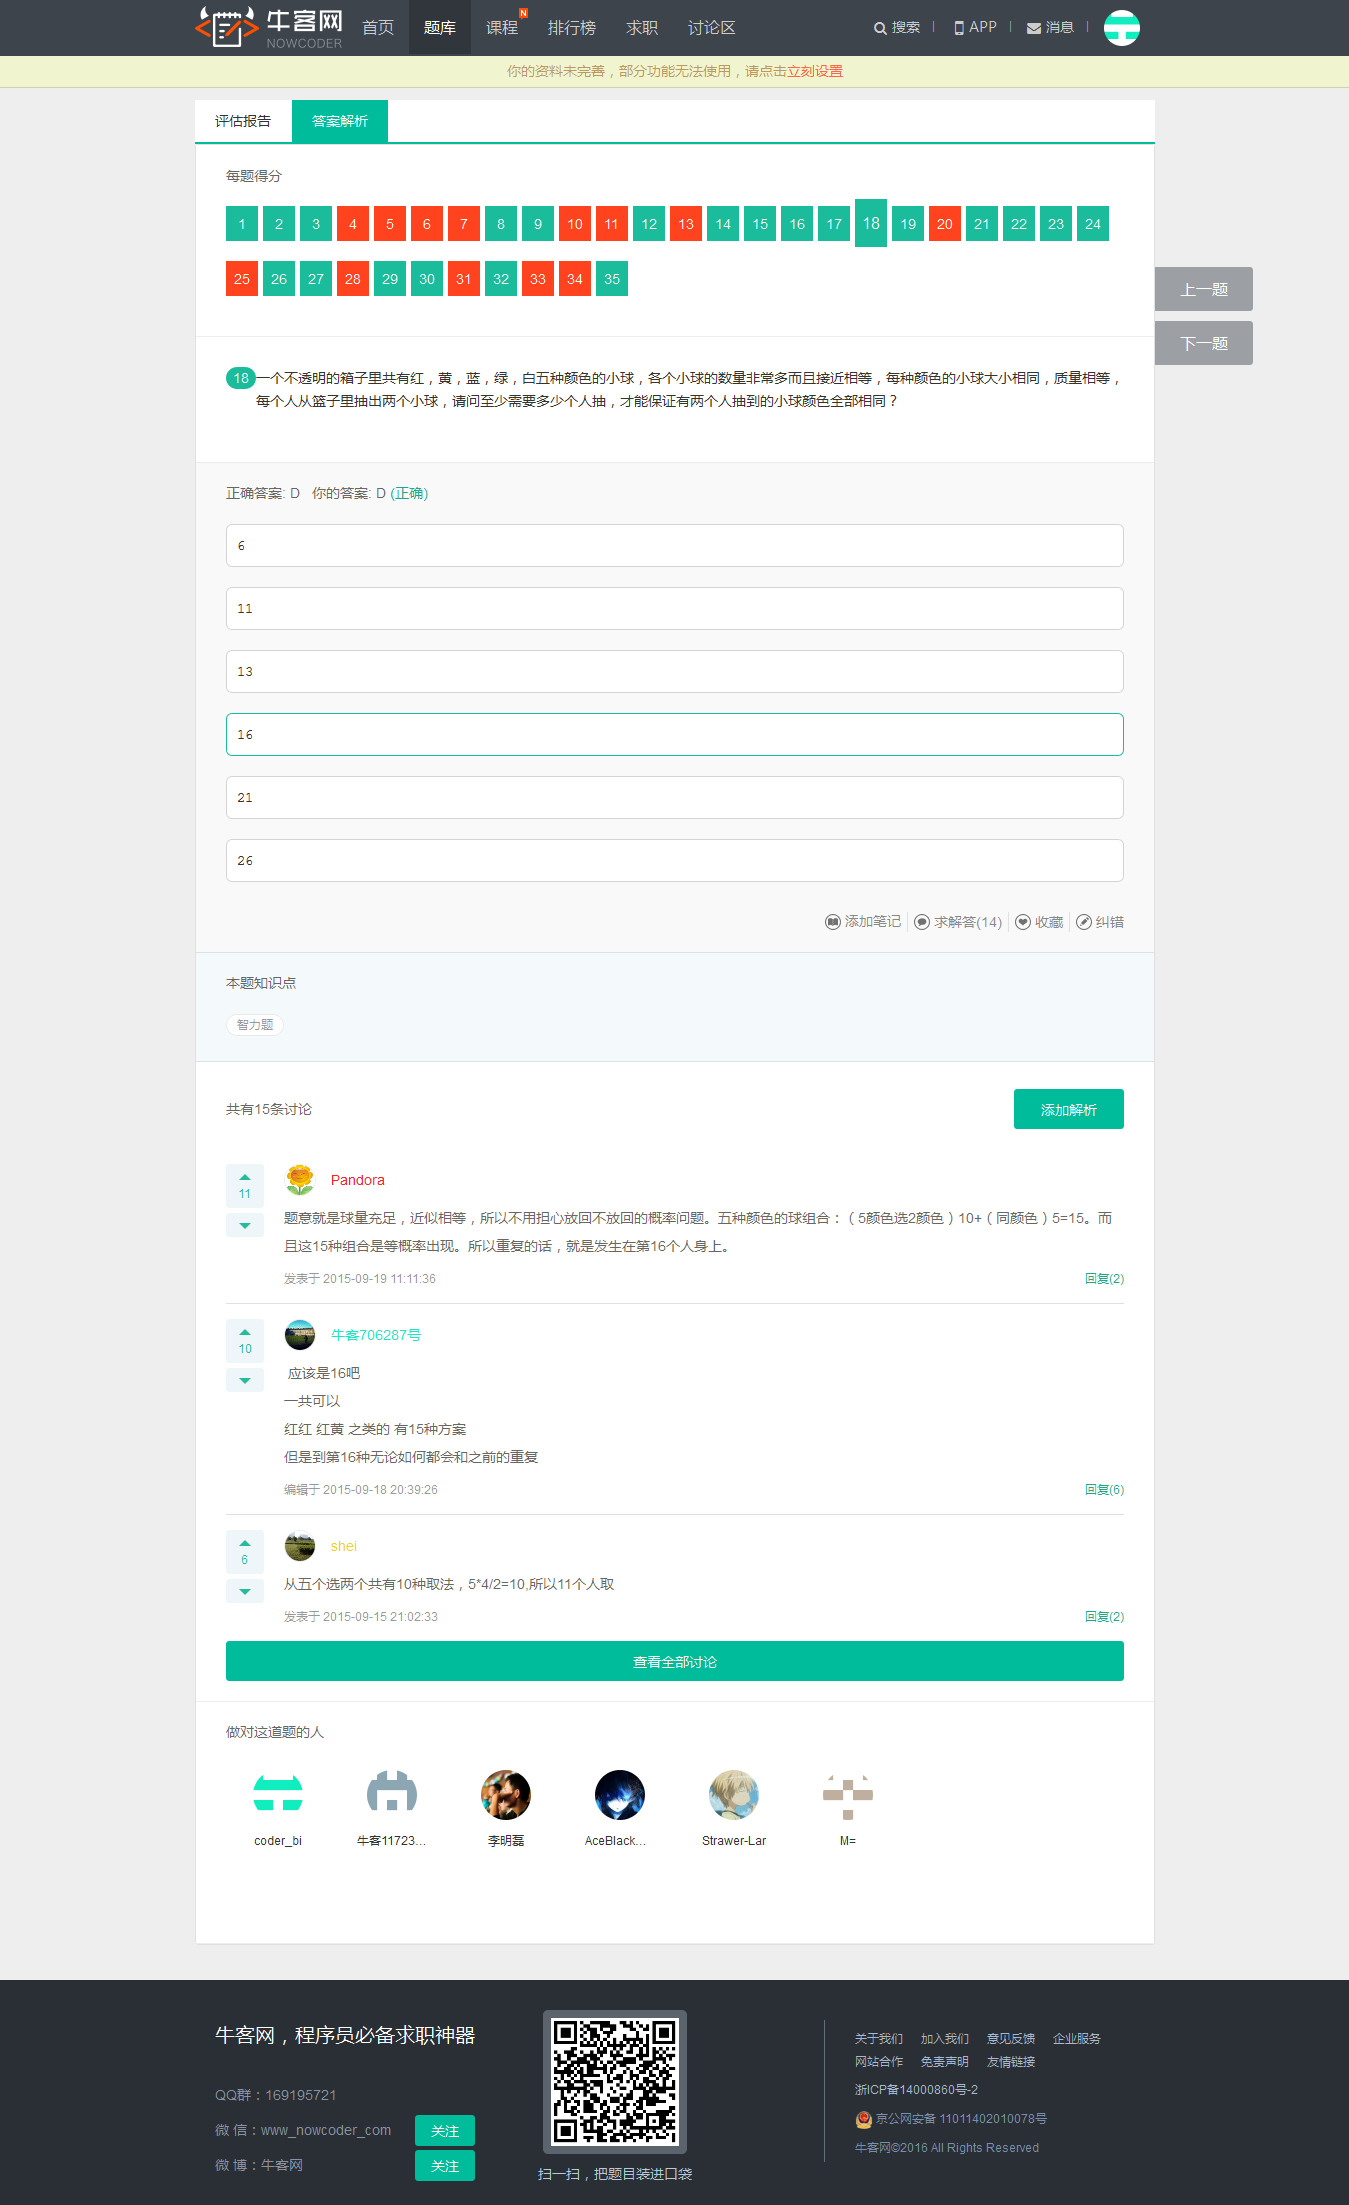 牛客网
NOWCODER
首页 题库 课程 N 排行榜 求职 讨论区 搜索 APP 消息
你的资料未完善，部分功能无法使用，请点击立刻设置
评估报告 答案解析
每题得分
1 2 3 4 5 6 7 8 9 10 11 12 13 14 15 16 17 18 19 20 21 22 23 24
25 26 27 28 29 30 31 32 33 34 35
上一题
下一题
18 一个不透明的箱子里共有红，黄，蓝，绿，白五种颜色的小球，各个小球的数量非常多而且接近相等，每种颜色的小球大小相同，质量相等，
每个人从篮子里抽出两个小球，请问至少需要多少个人抽，才能保证有两个人抽到的小球颜色全部相同？
正确答案: D 你的答案: D (正确)
6
11
13
16
21
26
添加笔记 求解答(14) 收藏 纠错
本题知识点
智力题
共有15条讨论 添加解析
11
Pandora
题意就是球量充足，近似相等，所以不用担心放回不放回的概率问题。五种颜色的球组合：（5颜色选2颜色）10+（同颜色）5=15。而
且这15种组合是等概率出现。所以重复的话，就是发生在第16个人身上。
发表于 2015-09-19 11:11:36 回复(2)
10
牛客706287号
应该是16吧
一共可以
红红 红黄 之类的 有15种方案
但是到第16种无论如何都会和之前的重复
编辑于 2015-09-18 20:39:26 回复(6)
6
shei
从五个选两个共有10种取法，5*4/2=10,所以11个人取
发表于 2015-09-15 21:02:33 回复(2)
查看全部讨论
做对这道题的人
coder_bi 牛客11723... 李明磊 AceBlack... Strawer-Lar M=
牛客网，程序员必备求职神器
QQ群：169195721
微 信：www_nowcoder_com 关注
微 博：牛客网 关注
扫一扫，把题目装进口袋
关于我们 加入我们 意见反馈 企业服务
网站合作 免责声明 友情链接
浙ICP备14000860号-2
京公网安备 11011402010078号
牛客网©2016 All Rights Reserved